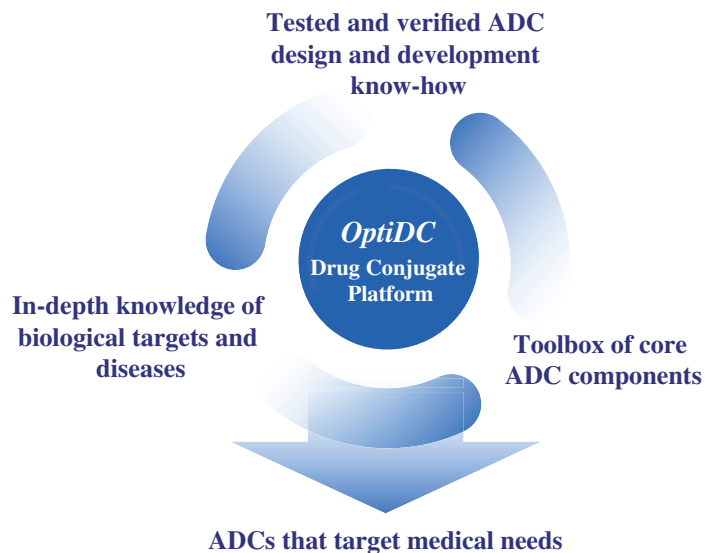 Tested and verified ADC
design and development
know-how
OptiDC
Drug Conjugate
Platform
In-depth knowledge of
biological targets and
diseases
Toolbox of core
ADC components
ADCs that target medical needs